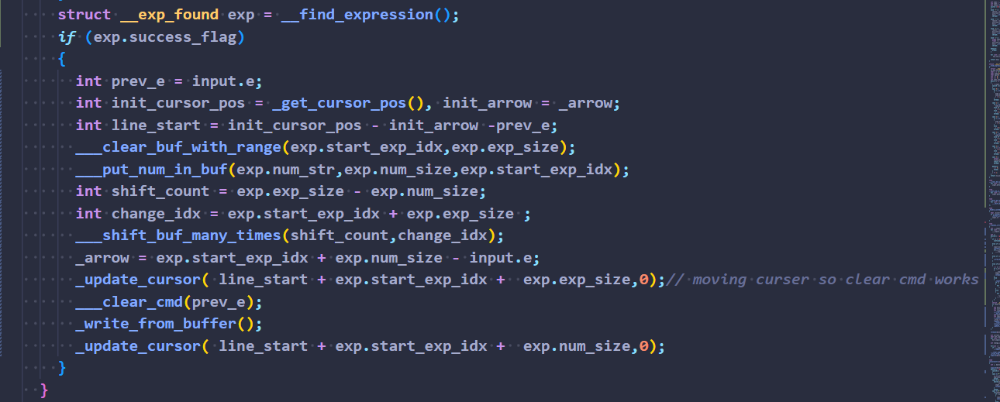 struct __exp_found exp = __find_expression();
if (exp.success_flag)
{
int prev_e = input.e;
int init_cursor_pos = _get_cursor_pos(), init_arrow = _arrow;
int line_start = init_cursor_pos - init_arrow -prev_e;
___clear_buf_with_range(exp.start_exp_idx,exp.exp_size);
___put_num_in_buf(exp.num_str,exp.num_size,exp.start_exp_idx);
int shift_count = exp.exp_size - exp.num_size;
int change_idx = exp.start_exp_idx + exp.exp_size ;
___shift_buf_many_times(shift_count,change_idx);
_arrow = exp.start_exp_idx + exp.num_size - input.e;
_update_cursor( line_start + exp.start_exp_idx +  exp.exp_size,0);// moving curser so clear cmd works
___clear_cmd(prev_e);
_write_from_buffer();
_update_cursor( line_start + exp.start_exp_idx +  exp.num_size,0);
}
}